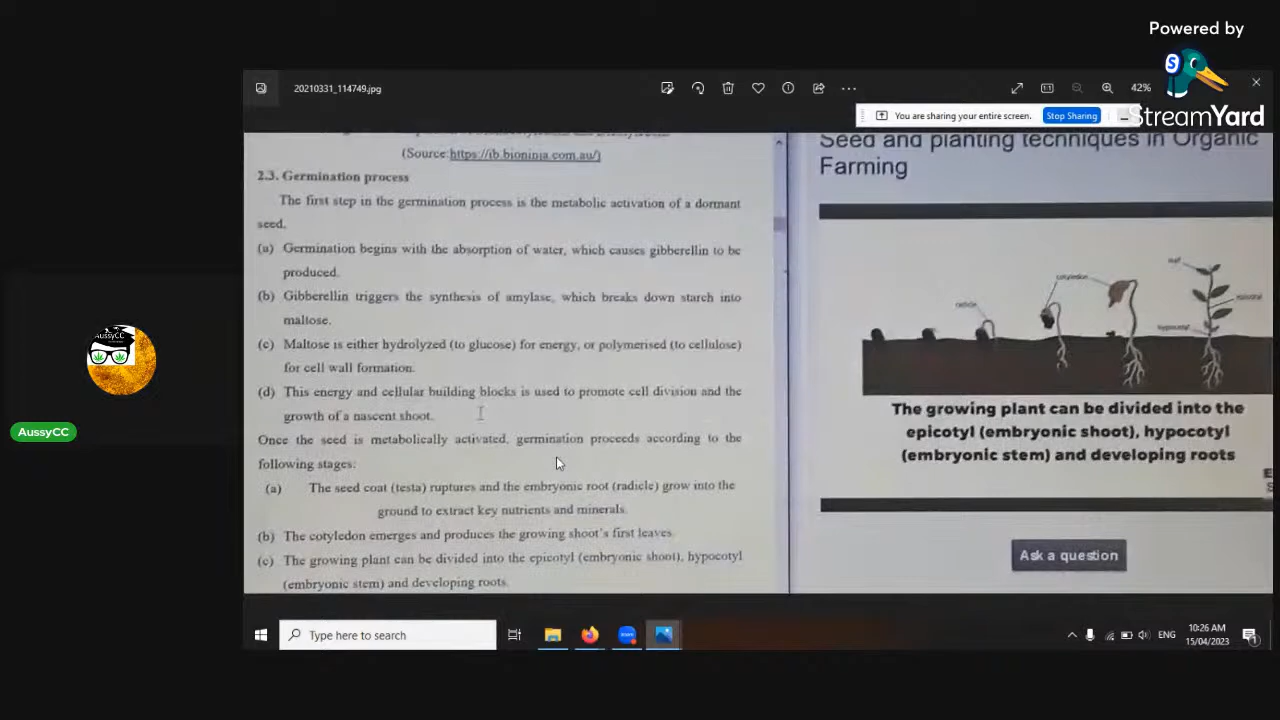 Powered by
StreamYard
20210331_114749.jpg
42%
You are sharing your entire screen.
Stop Sharing
(Source:https://ib.bioninja.com.au/)
2.3. Germination process
The first step in the germination process is the metabolic activation of a dormant
seed.
(a) Germination begins with the absorption of water, which causes gibberellin to be
produced.
(b) Gibberellin triggers the synthesis of amylase, which breaks down starch into
maltose.
(c) Maltose is either hydrolyzed (to glucose) for energy, or polymerised (to cellulose)
for cell wall formation.
(d) This energy and cellular building blocks is used to promote cell division and the
growth of a nascent shoot.
Once the seed is metabolically activated, germination proceeds according to the
following stages:
(a) The seed coat (testa) ruptures and the embryonic root (radicle) grow into the
ground to extract key nutrients and minerals.
(b) The cotyledon emerges and produces the growing shoot's first leaves.
(c) The growing plant can be divided into the epicotyl (embryonic shoot), hypocotyl
(embryonic stem) and developing roots.
Seed and planting techniques in Organic
Farming
radicle
cotyledon
leaf
hypocotyl
The growing plant can be divided into the
epicotyl (embryonic shoot), hypocotyl
(embryonic stem) and developing roots
Ask a question
AussyCC
AussyCC
Type here to search
ENG
10:26 AM
15/04/2023
1